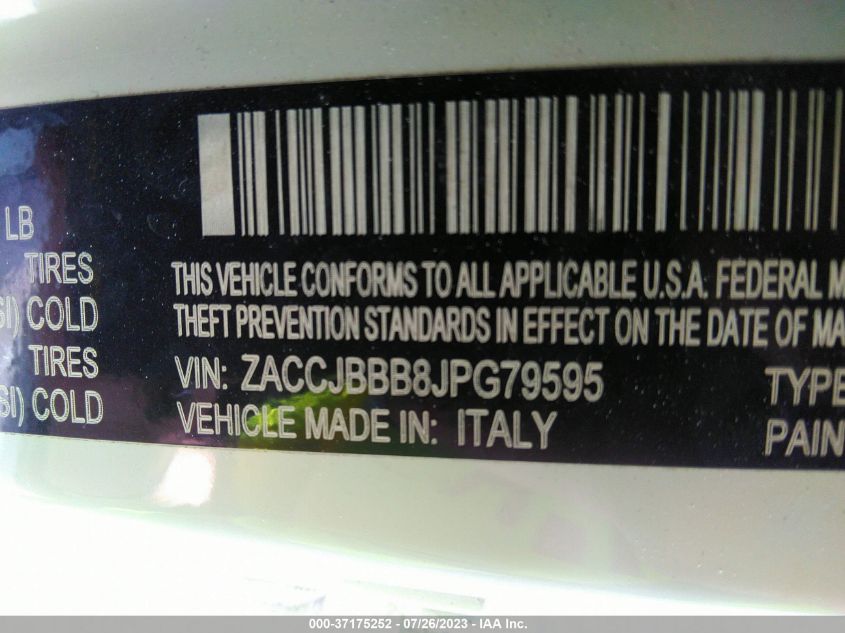 LB
TIRES
SI) COLD
TIRES
SI) COLD
THIS VEHICLE CONFORMS TO ALL APPLICABLE U.S.A. FEDERAL M
THEFT PREVENTION STANDARDS IN EFFECT ON THE DATE OF MA
VIN: ZACCJBBB8JPG79595
VEHICLE MADE IN: ITALY
TYPE
PAIN
000-37175252 - 07/26/2023 - IAA Inc.